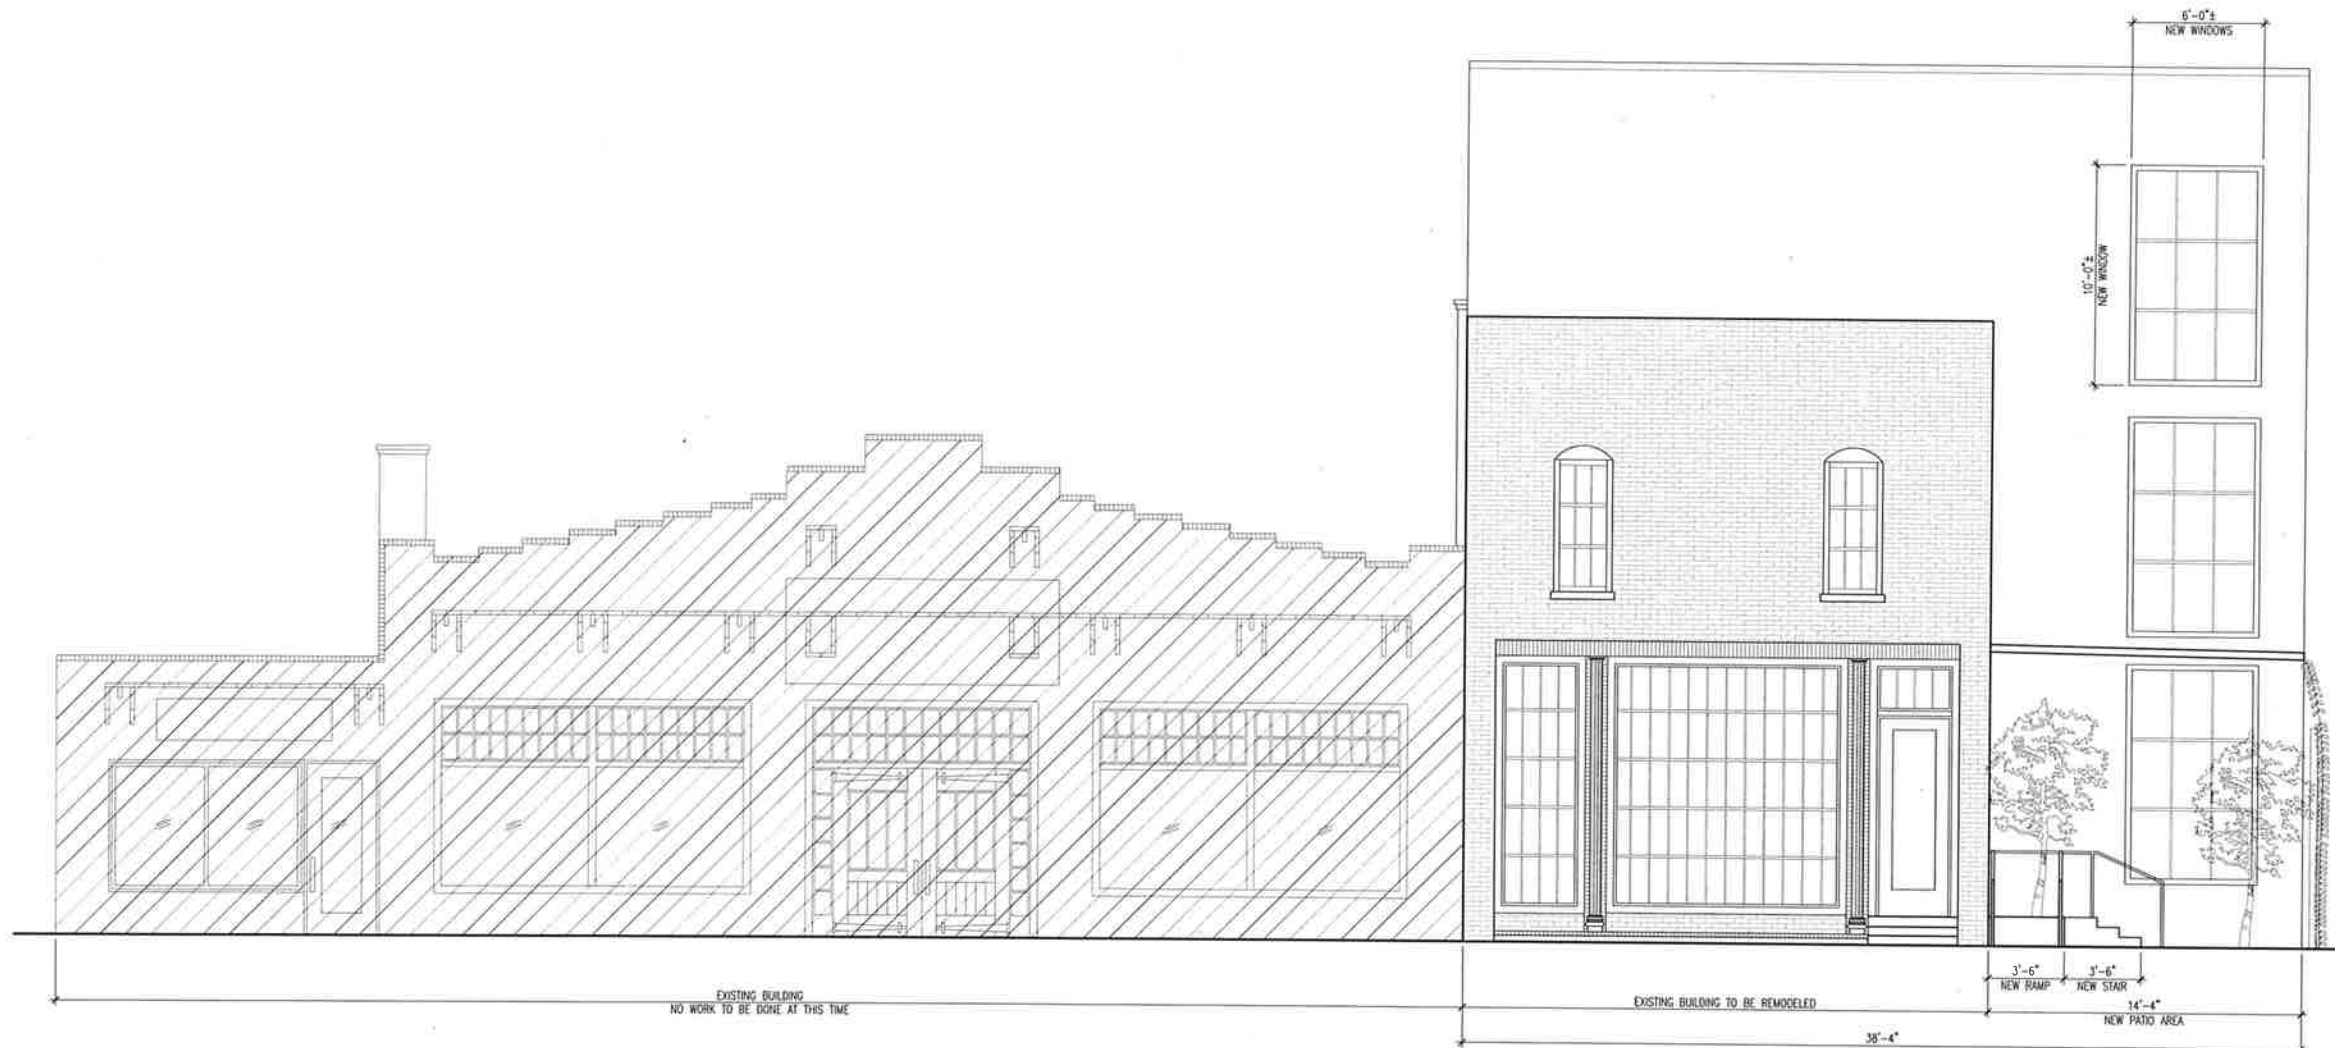 6'-0"±
NEW WINDOWS
10'-0"±
NEW WINDOW
EXISTING BUILDING
NO WORK TO BE DONE AT THIS TIME
EXISTING BUILDING TO BE REMODELED
3'-6"
NEW RAMP
3'-6"
NEW STAIR
14'-4"
NEW PATIO AREA
38'-4"